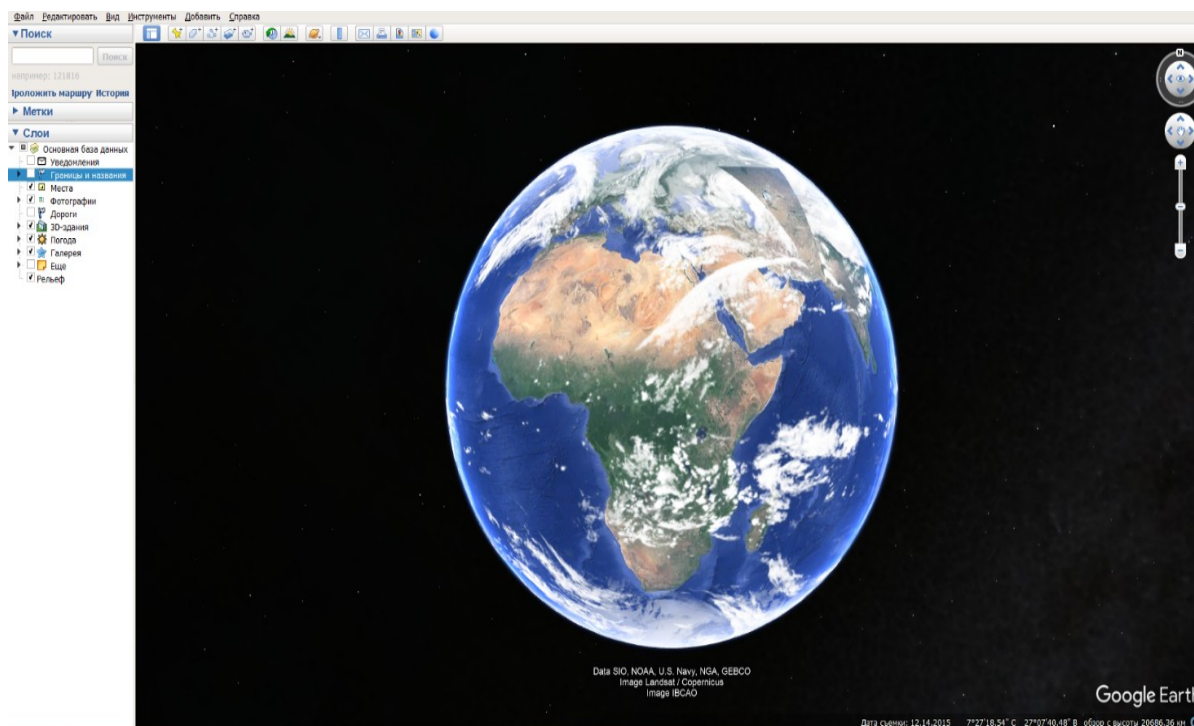 Файл Редактировать Вид Инструменты Добавить Справка
Поиск
Поиск
например: 121816
Проложить маршру История
Метки
Слои
Основная база данных
Уведомления
Границы и названия
Места
Фотографии
Дороги
3D-здания
Погода
Галерея
Еще
Рельеф
N
Data SIO, NOAA, U.S. Navy, NGA, GEBCO
Image Landsat / Copernicus
Image IBCAO
Google Earth
Дата съемки: 12.14.2015 7°27'18.54" С 27°07'40.48" В обзор с высоты 20686.36 км